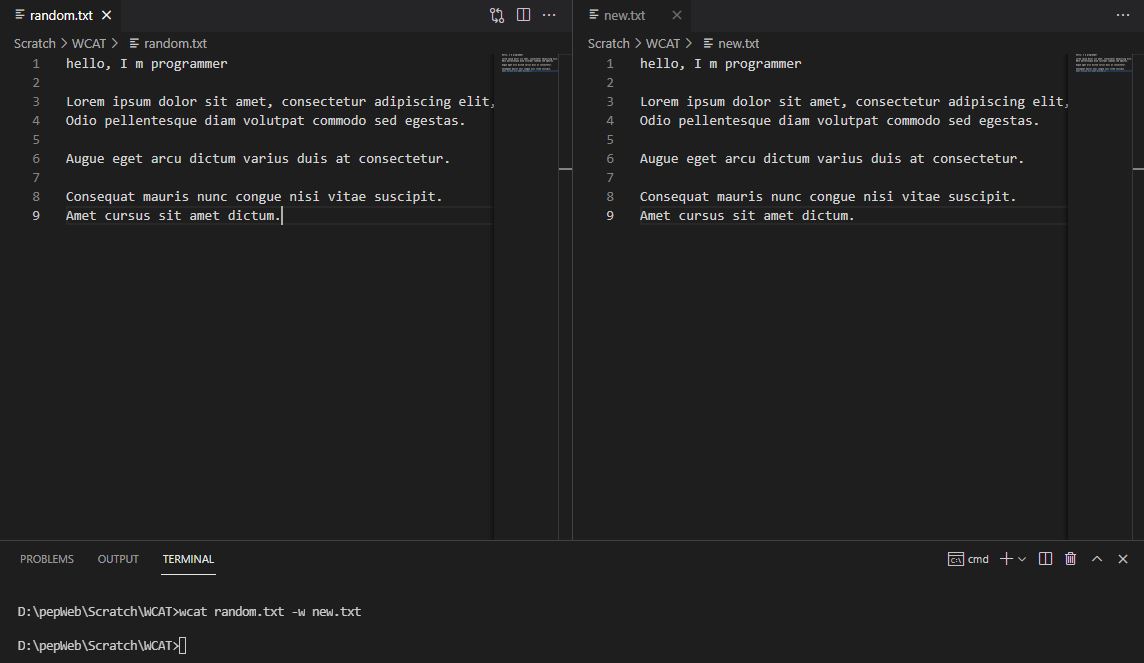 random.txt
Scratch > WCAT > random.txt
1 hello, I m programmer
2
3 Lorem ipsum dolor sit amet, consectetur adipiscing elit,
4 Odio pellentesque diam volutpat commodo sed egestas.
5
6 Augue eget arcu dictum varius duis at consectetur.
7
8 Consequat mauris nunc congue nisi vitae suscipit.
9 Amet cursus sit amet dictum.
new.txt
Scratch > WCAT > new.txt
1 hello, I m programmer
2
3 Lorem ipsum dolor sit amet, consectetur adipiscing elit,
4 Odio pellentesque diam volutpat commodo sed egestas.
5
6 Augue eget arcu dictum varius duis at consectetur.
7
8 Consequat mauris nunc congue nisi vitae suscipit.
9 Amet cursus sit amet dictum.
PROBLEMS OUTPUT TERMINAL cmd
D:\pepWeb\Scratch\WCAT>wcat random.txt -w new.txt
D:\pepWeb\Scratch\WCAT>